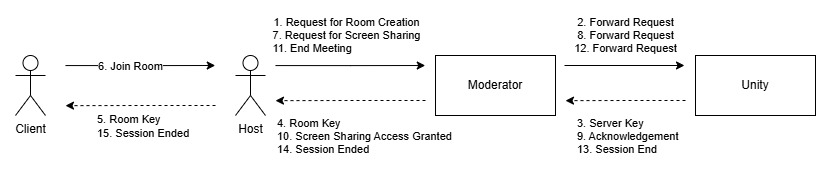 1. Request for Room Creation
7. Request for Screen Sharing
11. End Meeting
2. Forward Request
8. Forward Request
12. Forward Request
6. Join Room
Moderator
Unity
Client
5. Room Key
15. Session Ended
Host
4. Room Key
10. Screen Sharing Access Granted
14. Session Ended
3. Server Key
9. Acknowledgement
13. Session End